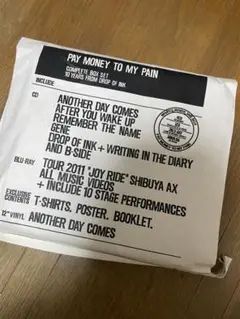 PAY MONEY TO MY PAIN
COMPLETE BOX SET
10 YEARS FROM DROP OF INK
INCLUDE
CD
ANOTHER DAY COMES
AFTER YOU WAKE UP
REMEMBER THE NAME
GENE
DROP OF INK + WRITING IN THE DIARY
AND B-SIDE
BLU-RAY
TOUR 2011 "JOY RIDE" SHIBUYA AX
ALL MUSIC VIDEOS
+ INCLUDE 10 STAGE PERFORMANCES
EXCLUSIVE
CONTENTS
T-SHIRTS. POSTER. BOOKLET.
12" VINYL
ANOTHER DAY COMES